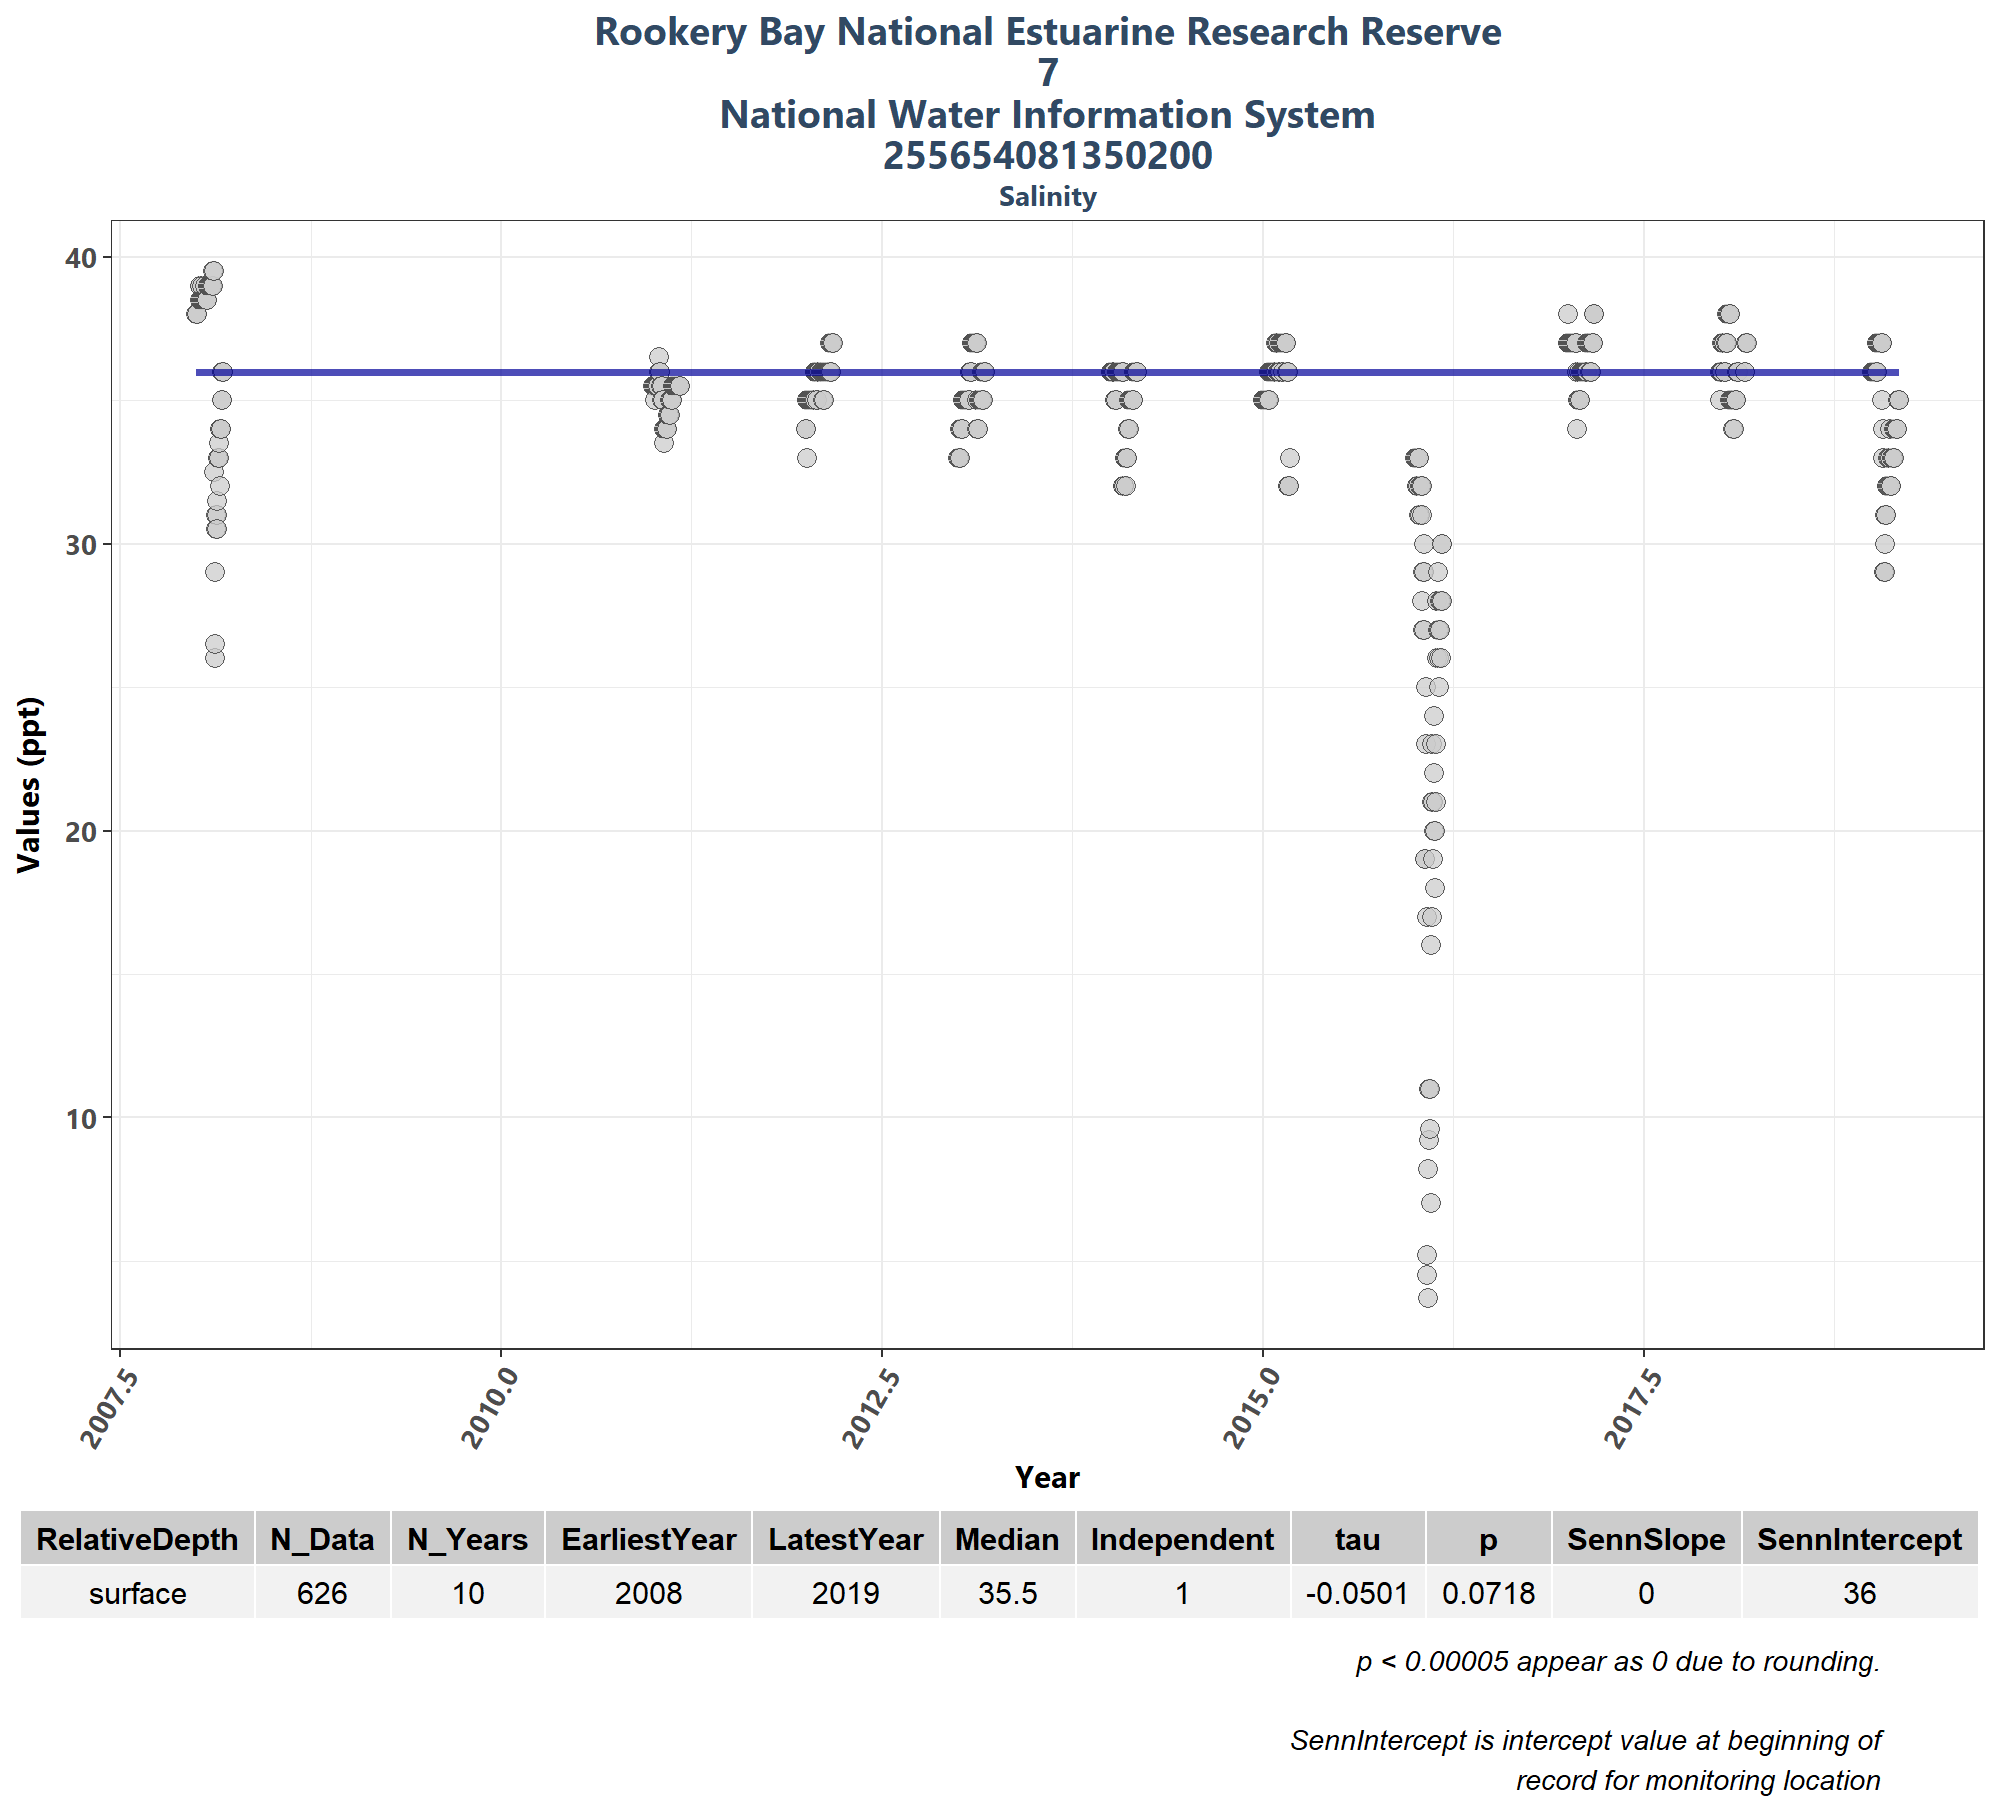 Rookery Bay National Estuarine Research Reserve
7
National Water Information System
255654081350200
Salinity
Values (ppt)
40
30
20
10
2007.5 2010.0 2012.5 2015.0 2017.5
Year
RelativeDepth N_Data N_Years EarliestYear LatestYear Median Independent tau p SennSlope SennIntercept
surface 626 10 2008 2019 35.5 1 -0.0501 0.0718 0 36
p < 0.00005 appear as 0 due to rounding.
SennIntercept is intercept value at beginning of
record for monitoring location